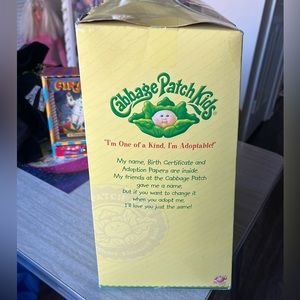 Cabbage Patch Kids
"I'm One of a Kind, I'm Adoptable!"
My name, Birth Certificate and
Adoption Papers are inside.
My friends at the Cabbage Patch
gave me a name,
but if you want to change it
when you adopt me,
I'll love you just the same!